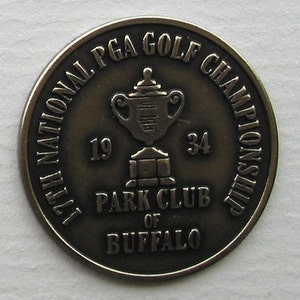 17TH NATIONAL PGA GOLF CHAMPIONSHIP
19 34
PARK CLUB
OF
BUFFALO